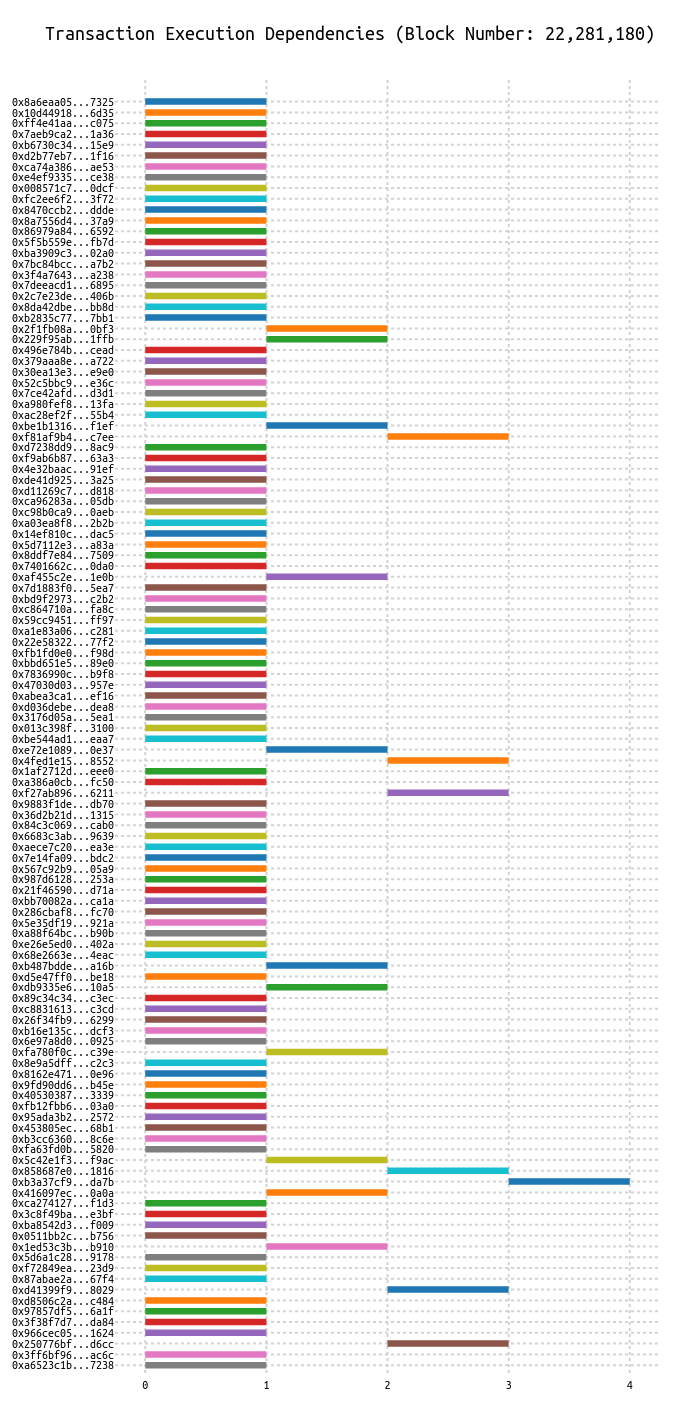 Transaction Execution Dependencies (Block Number: 22,281,180)
0x8a6eaa05...7325
0x10d44918...6d35
0xff4e41aa...c075
0x7aeb9ca2...1a36
0xb6730c34...15e9
0xd2b77eb7...1f16
0xca74a386...ae53
0xe4ef9335...ce38
0x008571c7...0dcf
0xfc2ee6f2...3f72
0x8470ccb2...ddde
0x8a7556d4...37a9
0x86979a84...6592
0x5f5b559e...fb7d
0xba3909c3...02a0
0x7bc84bcc...a7b2
0x3f4a7643...a238
0x7deeacd1...6895
0x2c7e23de...406b
0x8da42dbe...bb8d
0xb2835c77...7bb1
0x2f1fb08a...0bf3
0x229f95ab...1ffb
0x496e784b...cead
0x379aaa8e...a722
0x30ea13e3...e9e0
0x52c5bbc9...e36c
0x7ce42afd...d3d1
0xa980fef8...13fa
0xac28ef2f...55b4
0xbe1b1316...f1ef
0xf81af9b4...c7ee
0xd7238dd9...8ac9
0xf9ab6b87...63a3
0x4e32baac...91ef
0xde41d925...3a25
0xd11269c7...d818
0xca96283a...05db
0xc98b0ca9...0aeb
0xa03ea8f8...2b2b
0x14ef810c...dac5
0x5d7112e3...a83a
0x8ddf7e84...7509
0x7401662c...0da0
0xaf455c2e...1e0b
0x7d1883f0...5ea7
0xbd9f2973...c2b2
0xc864710a...fa8c
0x59cc9451...ff97
0xa1e83a06...c281
0x22e58322...77f2
0xfb1fd0e0...f98d
0xbbd651e5...89e0
0x7836990c...b9f8
0x47030d03...957e
0xabea3ca1...ef16
0xd036debe...dea8
0x3176d05a...5ea1
0x013c398f...3100
0xbe544ad1...eaa7
0xe72e1089...0e37
0x4fed1e15...8552
0x1af2712d...eee0
0xa386a0cb...fc50
0xf27ab896...6211
0x9883f1de...db70
0x36d2b21d...1315
0x84c3c069...cab0
0x6683c3ab...9639
0xaece7c20...ea3e
0x7e14fa09...bdc2
0x567c92b9...05a9
0x987d6128...253a
0x21f46590...d71a
0xbb70082a...ca1a
0x286cbaf8...fc70
0x5e35df19...921a
0xa88f64bc...b90b
0xe26e5ed0...402a
0x68e2663e...4eac
0xb487bdde...a16b
0xd5e47ff0...be18
0xdb9335e6...10a5
0x89c34c34...c3ec
0xc8831613...c3cd
0x26f34fb9...6299
0xb16e135c...dcf3
0x6e97a8d0...0925
0xfa780f0c...c39e
0x8e9a5dff...c2c3
0x8162e471...0e96
0x9fd90dd6...b45e
0x40530387...3339
0xfb12fbb6...03a0
0x95ada3b2...2572
0x453805ec...68b1
0xb3cc6360...8c6e
0xfa63fd0b...5820
0x5c42e1f3...f9ac
0x858687e0...1816
0xb3a37cf9...da7b
0x416097ec...0a0a
0xca274127...f1d3
0x3c8f49ba...e3bf
0xba8542d3...f009
0x0511bb2c...b756
0x1ed53c3b...b910
0x5d6a1c28...9178
0xf72849ea...23d9
0x87abae2a...67f4
0xd41399f9...8029
0xd8506c2a...c484
0x97857df5...6a1f
0x3f38f7d7...da84
0x966cec05...1624
0x250776bf...d6cc
0x3ff6bf96...ac6c
0xa6523c1b...7238
0 1 2 3 4